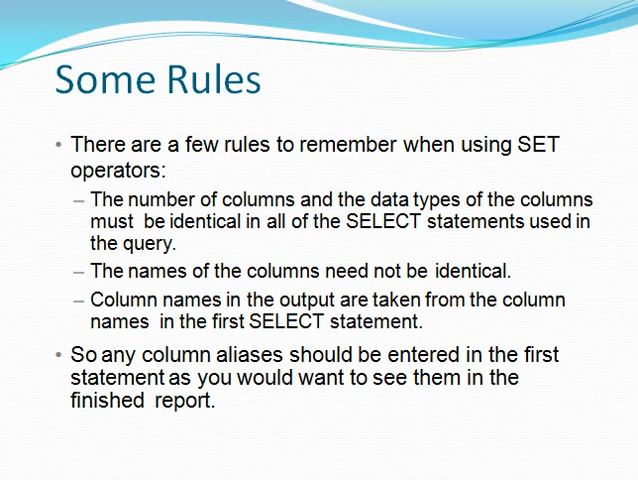 Some Rules
• There are a few rules to remember when using SET
operators:
– The number of columns and the data types of the columns
must be identical in all of the SELECT statements used in
the query.
– The names of the columns need not be identical.
– Column names in the output are taken from the column
names in the first SELECT statement.
• So any column aliases should be entered in the first
statement as you would want to see them in the
finished report.